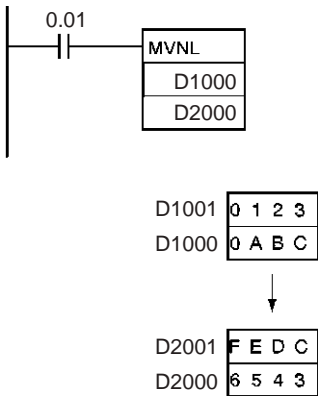 0.01
MVNL
D1000
D2000
D1001 0 1 2 3
D1000 0 A B C
D2001 F E D C
D2000 6 5 4 3